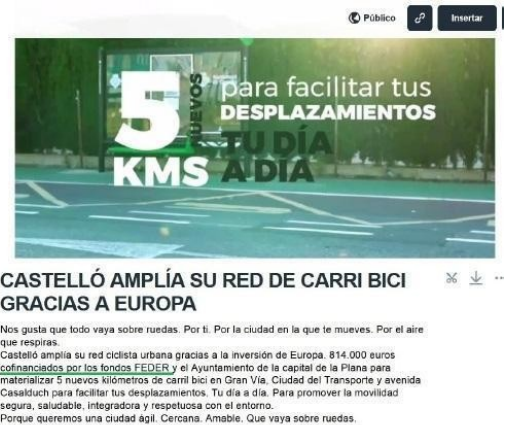 Público
Insertar
5 NUEVOS
KMS
para facilitar tus
DESPLAZAMIENTOS
TU DÍA
A DÍA
CASTELLÓ AMPLÍA SU RED DE CARRI BICI
GRACIAS A EUROPA
Nos gusta que todo vaya sobre ruedas. Por ti. Por la ciudad en la que te mueves. Por el aire
que respiras.
Castelló amplía su red ciclista urbana gracias a la inversión de Europa. 814.000 euros
cofinanciados por los fondos FEDER y el Ayuntamiento de la capital de la Plana para
materializar 5 nuevos kilómetros de carril bici en Gran Vía, Ciudad del Transporte y avenida
Casalduch para facilitar tus desplazamientos. Tu día a día. Para promover la movilidad
segura, saludable, integradora y respetuosa con el entorno.
Porque queremos una ciudad ágil. Cercana. Amable. Que vaya sobre ruedas.